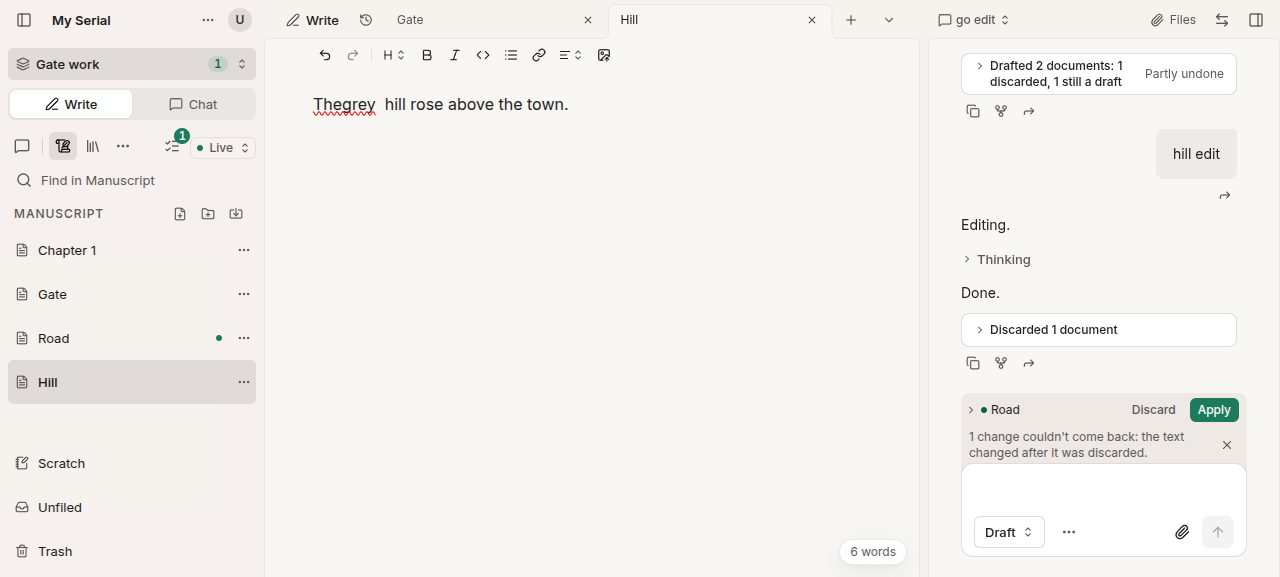 My Serial
U
Write
Gate
Hill
go edit
Files
Gate work
1
Write
Chat
1
Live
Find in Manuscript
MANUSCRIPT
Chapter 1
Gate
Road
Hill
Scratch
Unfiled
Trash
H
B
I
Thegrey  hill rose above the town.
6 words
Drafted 2 documents: 1
discarded, 1 still a draft
Partly undone
hill edit
Editing.
Thinking
Done.
Discarded 1 document
Road
Discard
Apply
1 change couldn't come back: the text
changed after it was discarded.
Draft